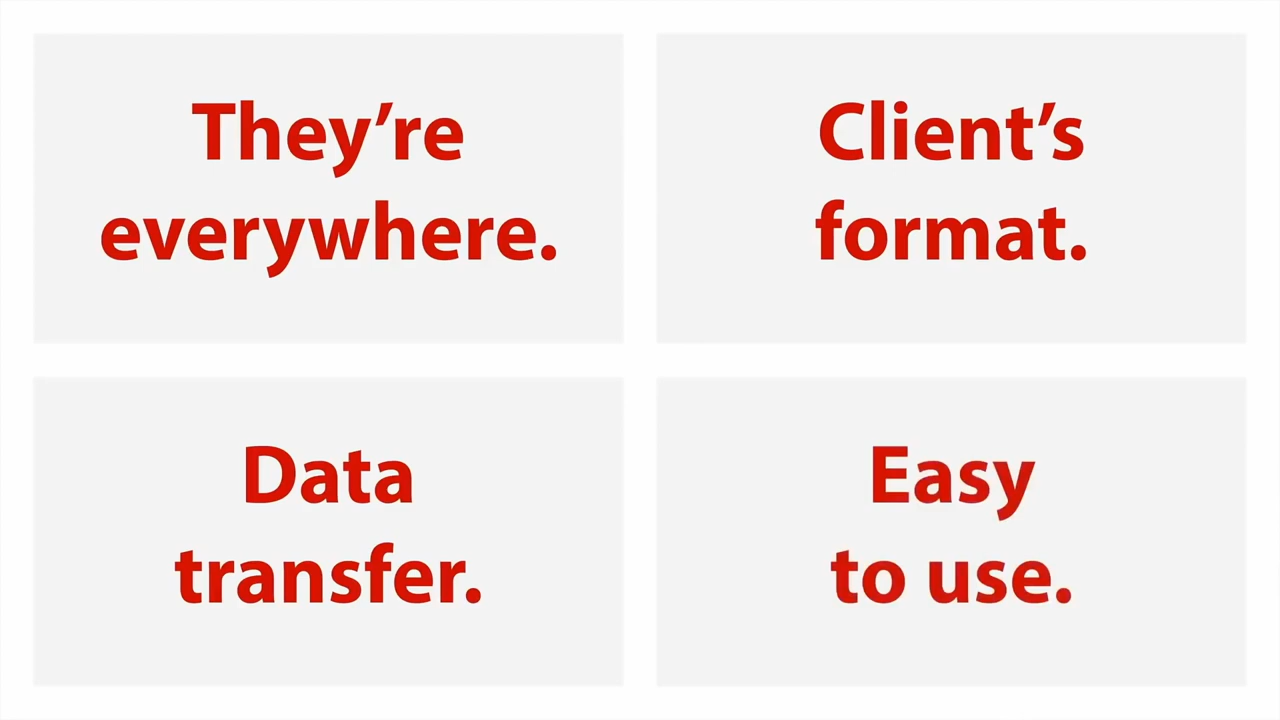 They’re
everywhere.
Client’s
format.
Data
transfer.
Easy
to use.